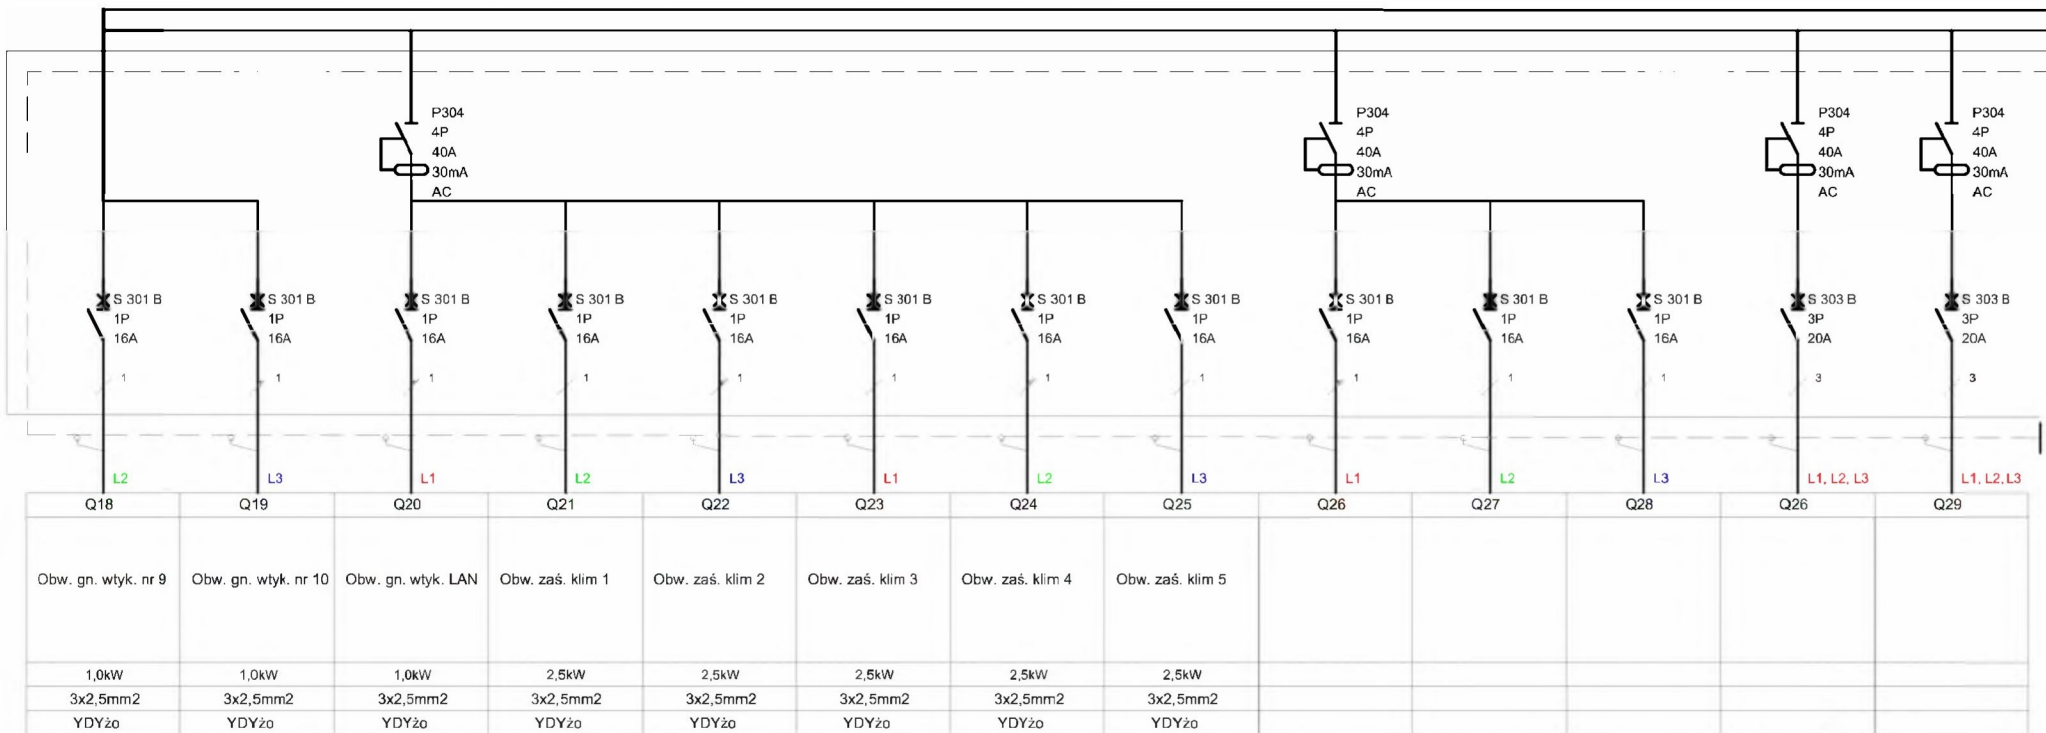 P304 P304 P304 P304
4P 4P 4P 4P
40A 40A 40A 40A
30mA 30mA 30mA 30mA
AC AC AC AC
S 301 B S 301 B S 301 B S 301 B S 301 B S 301 B S 301 B S 301 B S 301 B S 301 B S 301 B S 303 B S 303 B
1P 1P 1P 1P 1P 1P 1P 1P 1P 1P 1P 3P 3P
16A 16A 16A 16A 16A 16A 16A 16A 16A 16A 16A 20A 20A
1 1 1 1 1 1 1 1 1 1 1 3 3
L2 L3 L1 L2 L3 L1 L2 L3 L1 L2 L3 L1, L2, L3 L1, L2, L3
Q18 Q19 Q20 Q21 Q22 Q23 Q24 Q25 Q26 Q27 Q28 Q26 Q29
Obw. gn. wtyk. nr 9 Obw. gn. wtyk. nr 10 Obw. gn. wtyk. LAN Obw. zaś. klim 1 Obw. zaś. klim 2 Obw. zaś. klim 3 Obw. zaś. klim 4 Obw. zaś. klim 5
1,0kW 1,0kW 1,0kW 2,5kW 2,5kW 2,5kW 2,5kW 2,5kW
3x2,5mm2 3x2,5mm2 3x2,5mm2 3x2,5mm2 3x2,5mm2 3x2,5mm2 3x2,5mm2 3x2,5mm2
YDYżo YDYżo YDYżo YDYżo YDYżo YDYżo YDYżo YDYżo